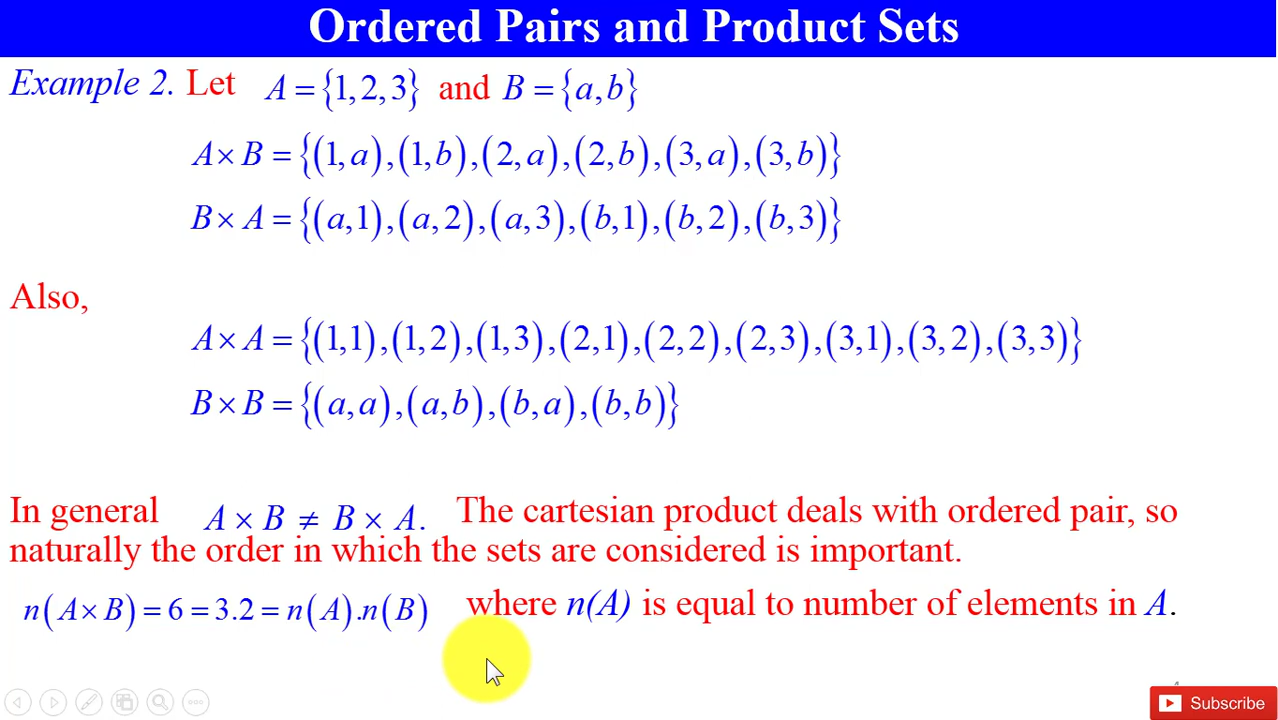 Ordered Pairs and Product Sets
Example 2. Let A = {1,2,3} and B = {a,b}
A × B = {(1,a),(1,b),(2,a),(2,b),(3,a),(3,b)}
B × A = {(a,1),(a,2),(a,3),(b,1),(b,2),(b,3)}
Also,
A × A = {(1,1),(1,2),(1,3),(2,1),(2,2),(2,3),(3,1),(3,2),(3,3)}
B × B = {(a,a),(a,b),(b,a),(b,b)}
In general A × B ≠ B × A. The cartesian product deals with ordered pair, so
naturally the order in which the sets are considered is important.
n(A×B) = 6 = 3.2 = n(A).n(B) where n(A) is equal to number of elements in A.
Subscribe